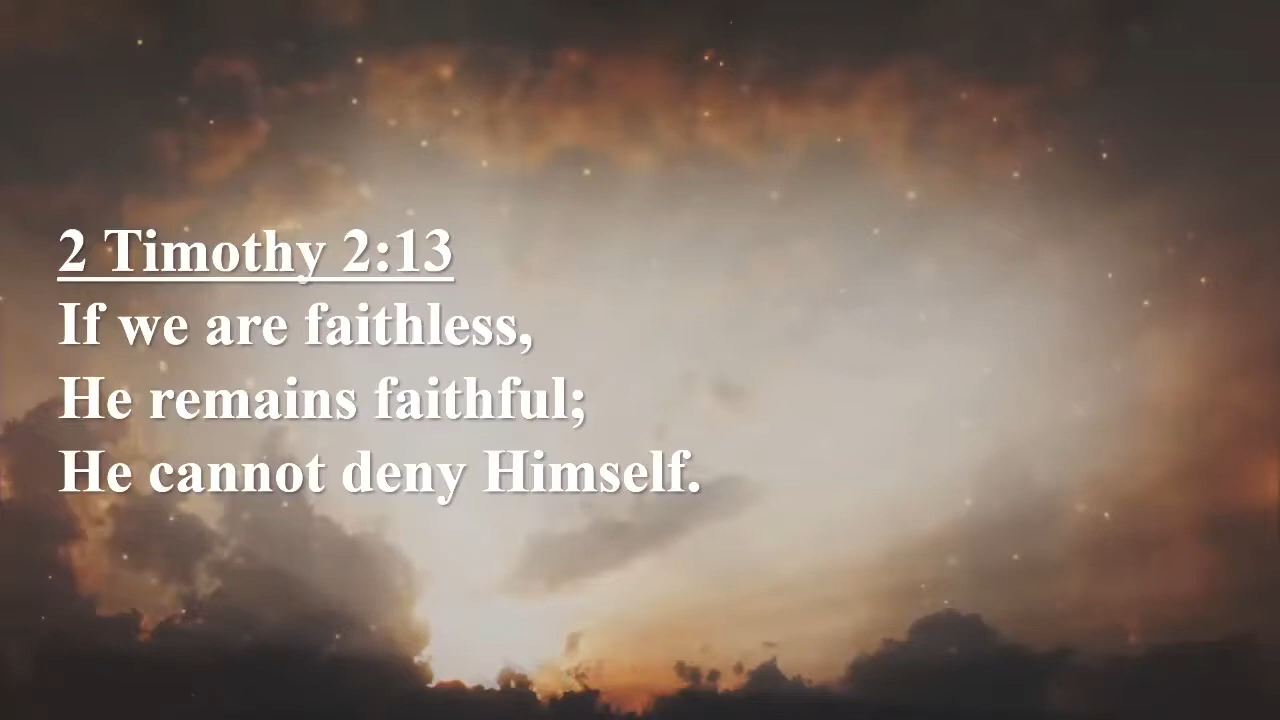 2 Timothy 2:13
If we are faithless,
He remains faithful;
He cannot deny Himself.